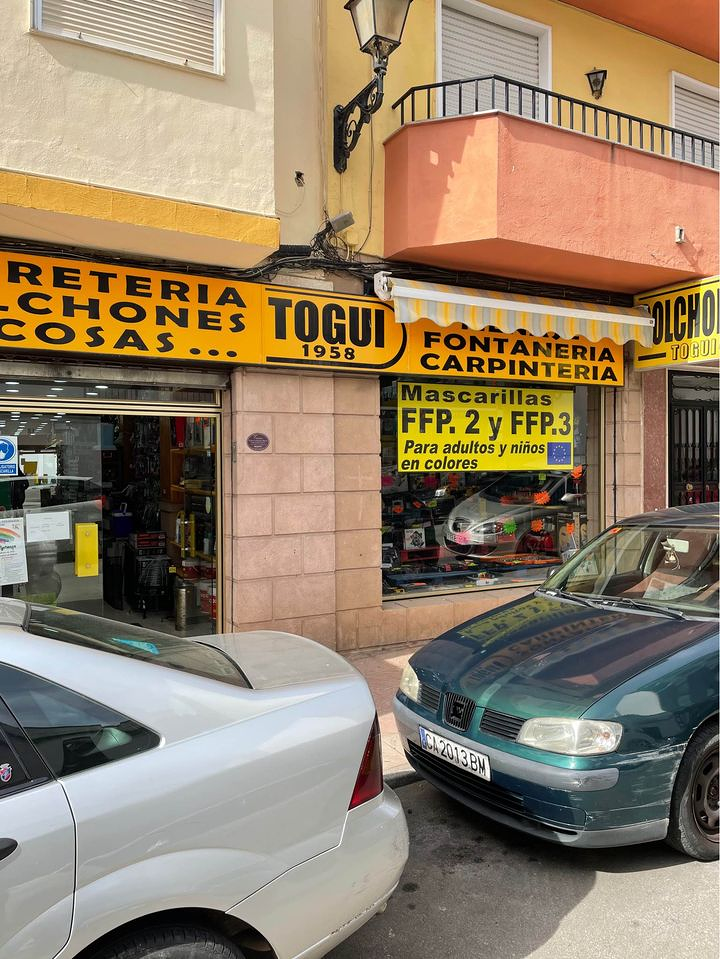 RETERIA
LCHONES
COSAS...
TOGUI
1958
FONTANERIA
CARPINTERIA
OLCHO
TOGUI
Mascarillas
FFP. 2 y FFP.3
Para adultos y niños
en colores
CA 2013 BM